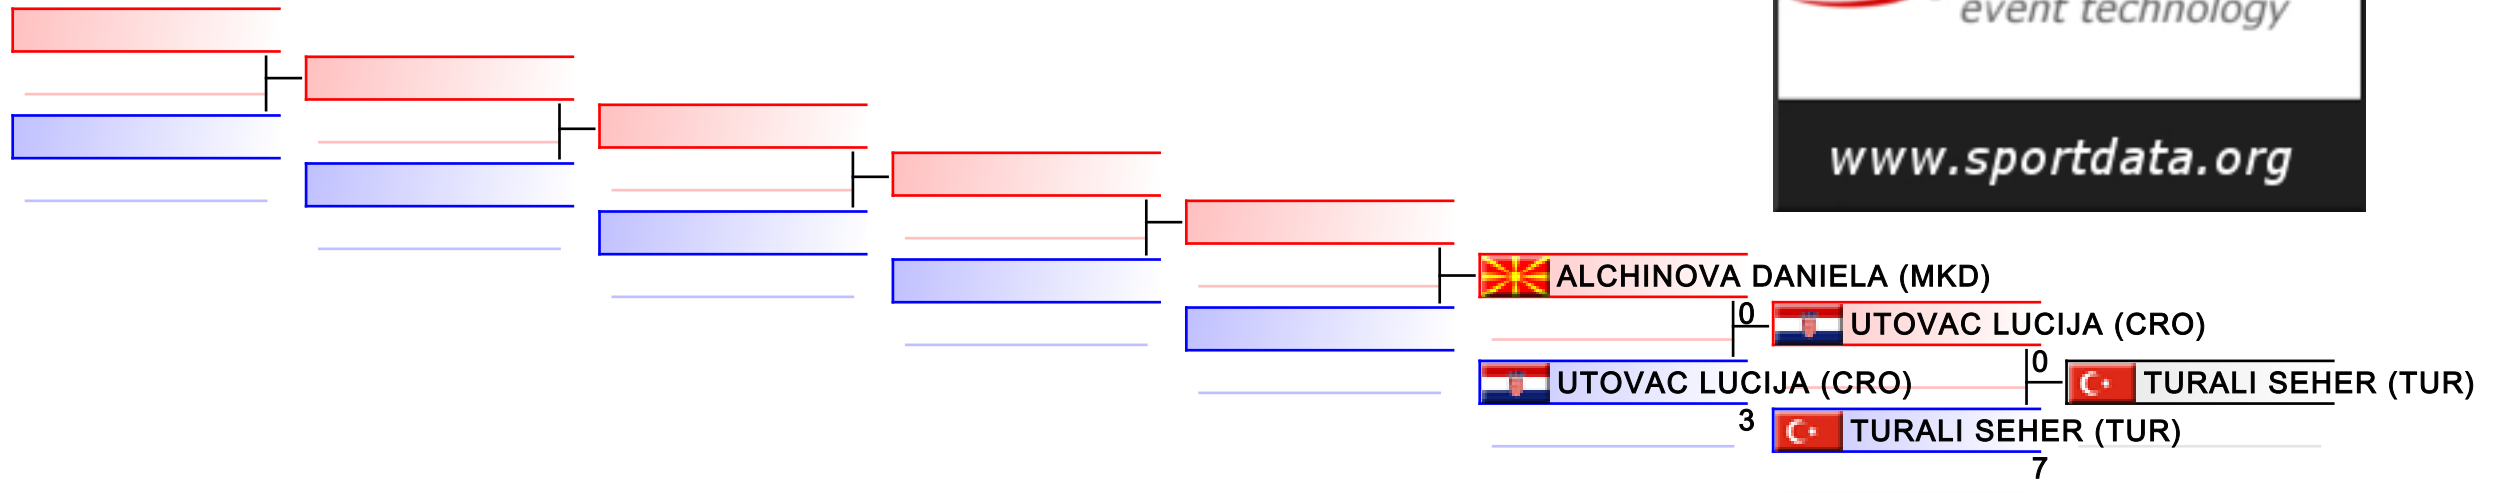 event technology
www.sportdata.org
ALCHINOVA DANIELA (MKD)
0
UTOVAC LUCIJA (CRO)
UTOVAC LUCIJA (CRO)
3
0
TURALI SEHER (TUR)
TURALI SEHER (TUR)
7